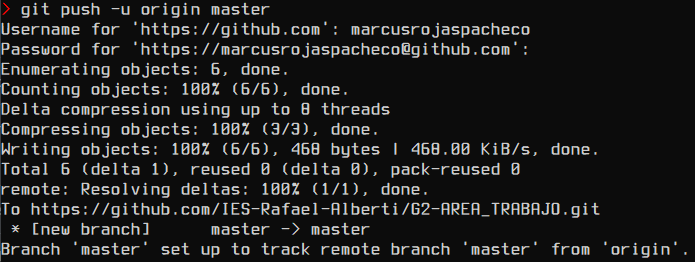 > git push -u origin master
Username for 'https://github.com': marcusrojaspacheco
Password for 'https://marcusrojaspacheco@github.com':
Enumerating objects: 6, done.
Counting objects: 100% (6/6), done.
Delta compression using up to 8 threads
Compressing objects: 100% (3/3), done.
Writing objects: 100% (6/6), 468 bytes | 468.00 KiB/s, done.
Total 6 (delta 1), reused 0 (delta 0), pack-reused 0
remote: Resolving deltas: 100% (1/1), done.
To https://github.com/IES-Rafael-Alberti/G2-AREA_TRABAJO.git
 * [new branch]      master -> master
Branch 'master' set up to track remote branch 'master' from 'origin'.